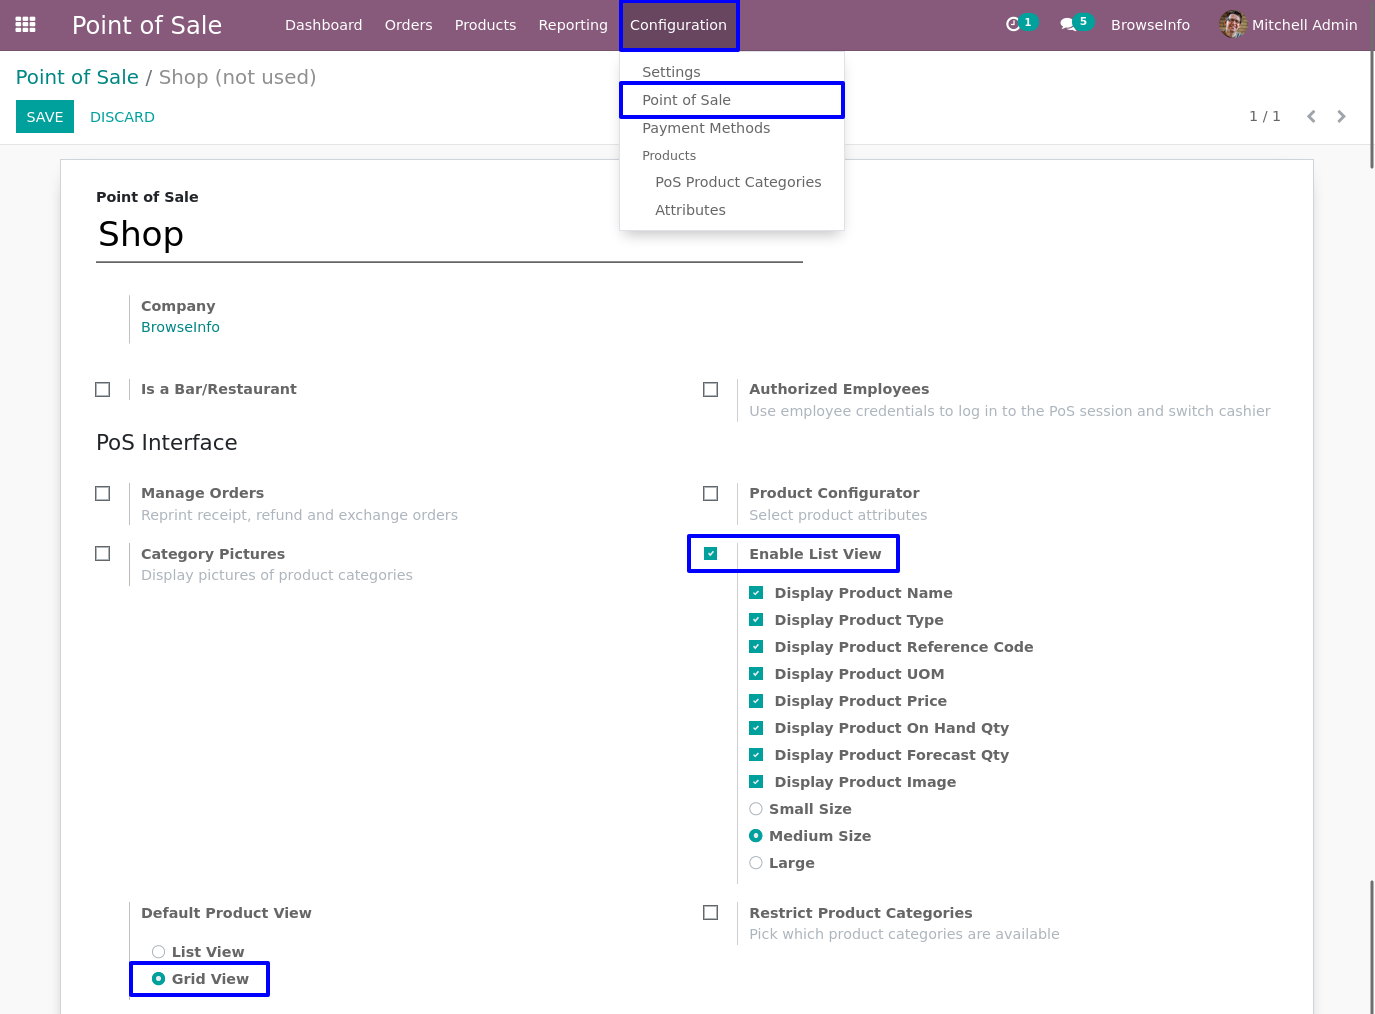 Point of Sale Dashboard Orders Products Reporting Configuration 1 5 BrowseInfo Mitchell Admin
Point of Sale / Shop (not used)
SAVE DISCARD
1 / 1
Settings
Point of Sale
Payment Methods
Products
PoS Product Categories
Attributes
Point of Sale
Shop
Company
BrowseInfo
Is a Bar/Restaurant
Authorized Employees
Use employee credentials to log in to the PoS session and switch cashier
PoS Interface
Manage Orders
Reprint receipt, refund and exchange orders
Product Configurator
Select product attributes
Category Pictures
Display pictures of product categories
Enable List View
Display Product Name
Display Product Type
Display Product Reference Code
Display Product UOM
Display Product Price
Display Product On Hand Qty
Display Product Forecast Qty
Display Product Image
Small Size
Medium Size
Large
Default Product View
List View
Grid View
Restrict Product Categories
Pick which product categories are available